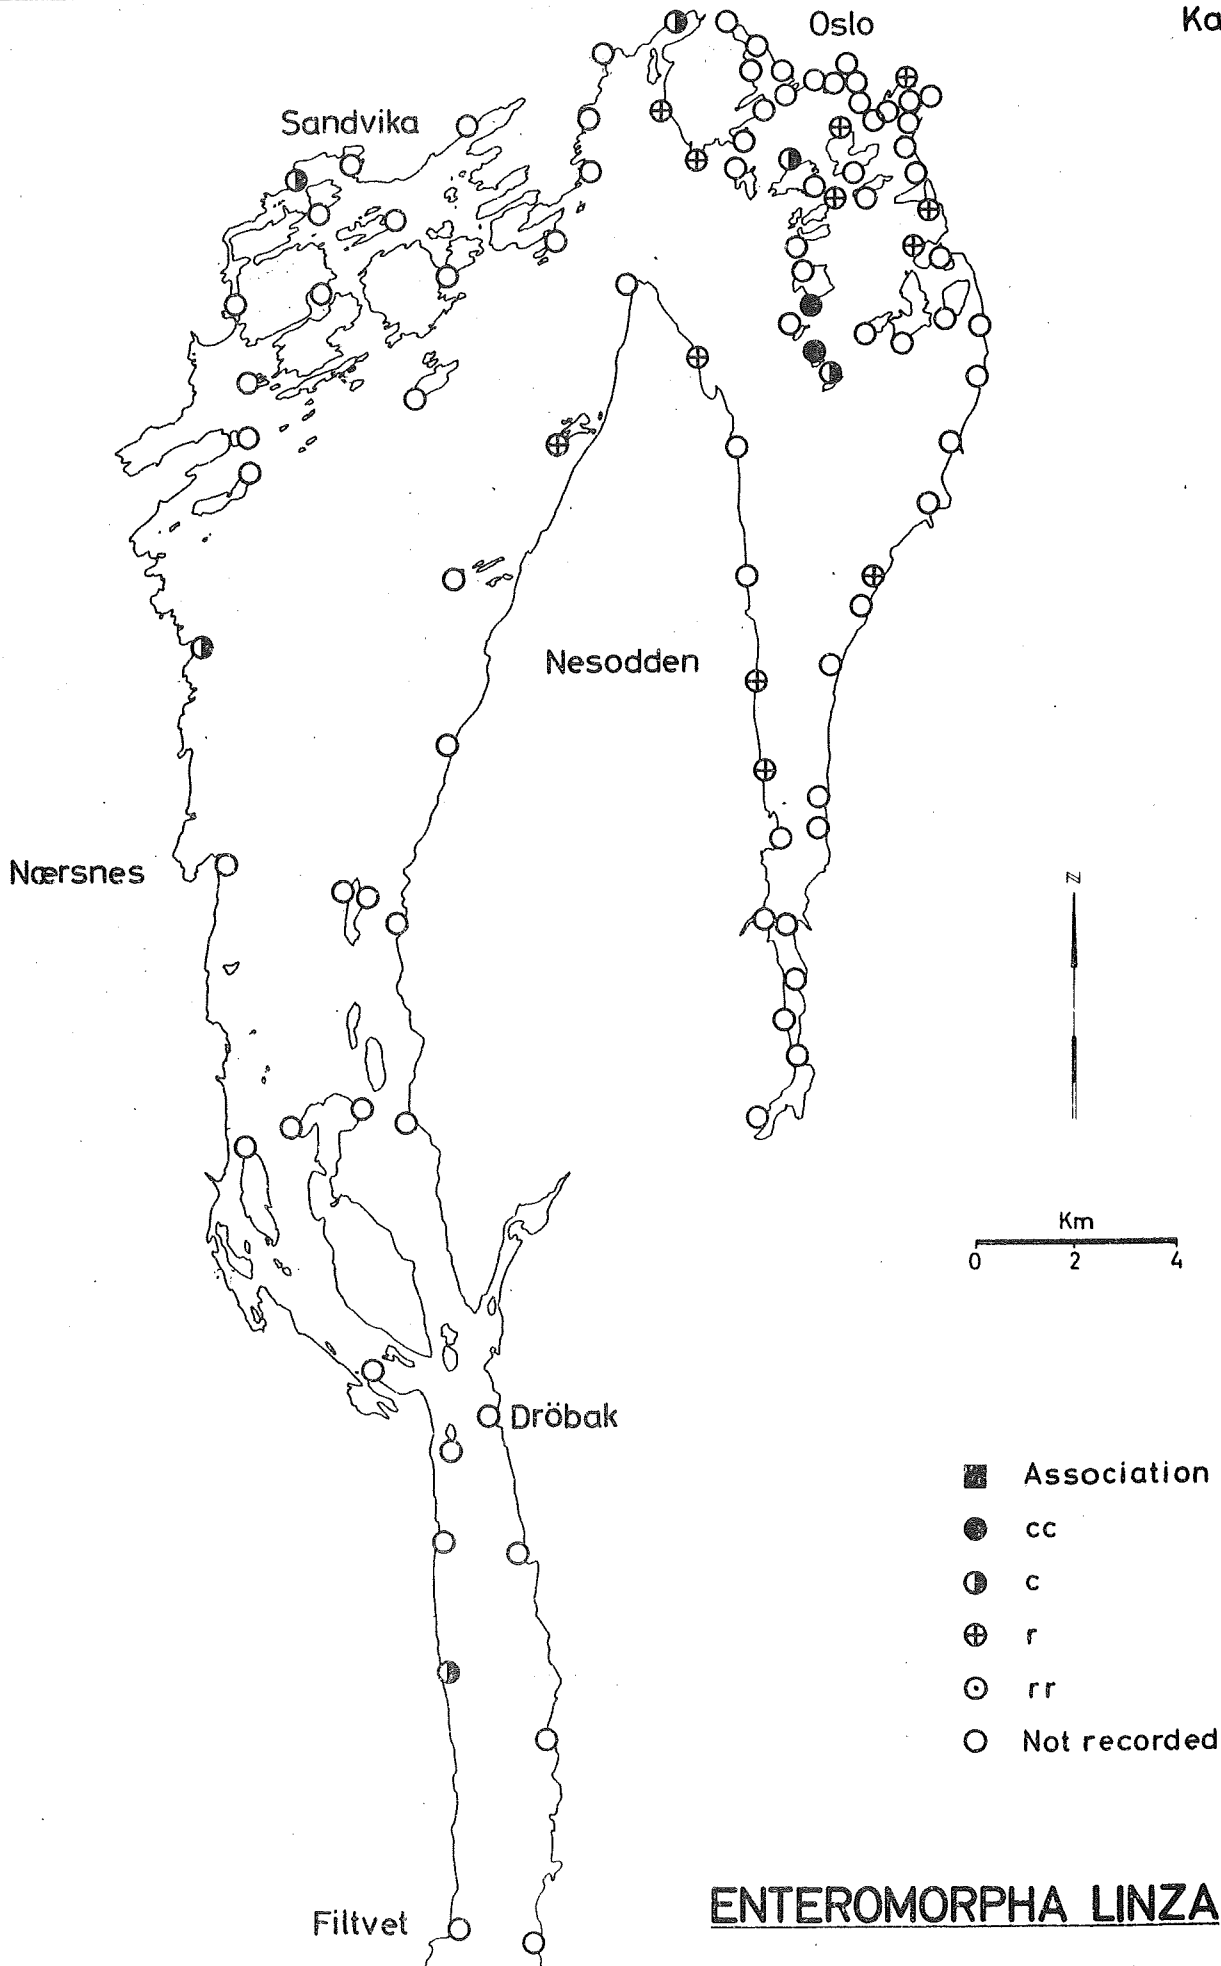 Oslo
Ka
Sandvika
Nesodden
Nærsnes
N
Km
0 2 4
Dröbak
Association
cc
c
r
rr
Not recorded
Filtvet
ENTEROMORPHA LINZA